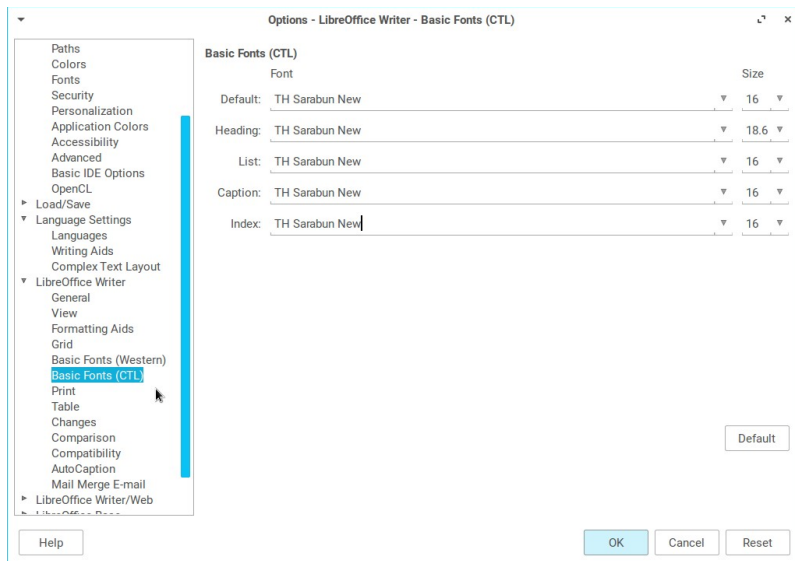 Options - LibreOffice Writer - Basic Fonts (CTL)
Paths
Colors
Fonts
Security
Personalization
Application Colors
Accessibility
Advanced
Basic IDE Options
OpenCL
Load/Save
Language Settings
Languages
Writing Aids
Complex Text Layout
LibreOffice Writer
General
View
Formatting Aids
Grid
Basic Fonts (Western)
Basic Fonts (CTL)
Print
Table
Changes
Comparison
Compatibility
AutoCaption
Mail Merge E-mail
LibreOffice Writer/Web
LibreOffice Base
Basic Fonts (CTL)
Font Size
Default: TH Sarabun New 16
Heading: TH Sarabun New 18.6
List: TH Sarabun New 16
Caption: TH Sarabun New 16
Index: TH Sarabun New 16
Default
Help OK Cancel Reset